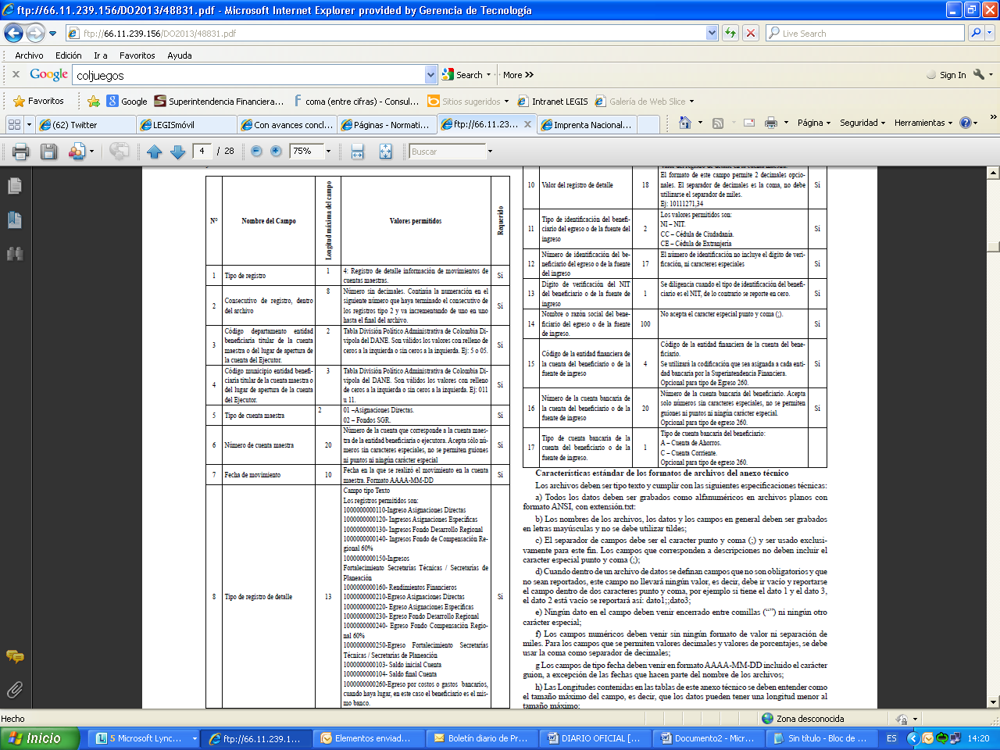 ftp://66.11.239.156/DO2013/48831.pdf - Microsoft Internet Explorer provided by Gerencia de Tecnología
ftp://66.11.239.156/DO2013/48831.pdf
Live Search
Archivo Edición Ir a Favoritos Ayuda
Google coljuegos Search More Sign In
Favoritos Google Superintendencia Financiera... coma (entre cifras) - Consul... Sitios sugeridos Intranet LEGIS Galería de Web Slice
(62) Twitter LEGISmóvil Con avances concl... Páginas - Normati... ftp://66.11.23... Imprenta Nacional... Página Seguridad Herramientas
4 / 28 75% Buscar
N° Nombre del Campo Longitud máxima del campo Valores permitidos Requerido
1 Tipo de registro 1 4: Registro de detalle información de movimientos de
cuentas maestras. Si
2 Consecutivo de registro, dentro
del archivo 8 Número sin decimales. Continúa la numeración en el
siguiente número que haya terminado el consecutivo de
los registros tipo 2 y va incrementando de uno en uno
hasta el final del archivo. Si
3 Código departamento entidad
beneficiaria titular de la cuenta
maestra o del lugar de apertura de
la cuenta del Ejecutor. 2 Tabla División Político Administrativa de Colombia Di-
vipola del DANE. Son válidos los valores con relleno de
ceros a la izquierda o sin ceros a la izquierda. Ej: 5 o 05. Si
4 Código municipio entidad benefi-
ciaria titular de la cuenta maestra o
del lugar de apertura de la cuenta
del Ejecutor. 3 Tabla División Político Administrativa de Colombia Di-
vipola del DANE. Son válidos los valores con relleno
de ceros a la izquierda o sin ceros a la izquierda. Ej: 011
u 11. Si
5 Tipo de cuenta maestra 2 01 –Asignaciones Directas.
02 – Fondos SGR. Si
6 Número de cuenta maestra 20 Número de la cuenta que corresponde a la cuenta maes-
tra de la entidad beneficiaria o ejecutora. Acepta sólo nú-
meros sin caracteres especiales, no se permiten guiones
ni puntos ni ningún carácter especial Si
7 Fecha de movimiento 10 Fecha en la que se realizó el movimiento en la cuenta
maestra. Formato AAAA-MM-DD Si
8 Tipo de registro de detalle 13 Campo tipo Texto
Los registros permitidos son:
1000000000110-Ingreso Asignaciones Directas
1000000000120- Ingresos Asignaciones Específicas
1000000000130- Ingresos Fondo Desarrollo Regional
1000000000140- Ingresos Fondo de Compensación Re-
gional 60%
1000000000150-Ingresos
Fortalecimiento Secretarías Técnicas / Secretarías de
Planeación
1000000000160- Rendimientos Financieros
1000000000210-Egreso Asignaciones Directas
1000000000220- Egreso Asignaciones Específicas
1000000000230- Egreso Fondo Desarrollo Regional
1000000000240- Egreso Fondo Compensación Regio-
nal 60%
1000000000250-Egreso Fortalecimiento Secretarías
Técnicas / Secretarías de Planeación
1000000000103- Saldo inicial Cuenta
1000000000104- Saldo final Cuenta
1000000000260-Egreso por costos o gastos bancarios,
cuando haya lugar, en este caso el beneficiario es el mis-
mo banco. Si
10 Valor del registro de detalle 18 Valor del registro de detalle en la cuenta maestra.
El formato de este campo permite 2 decimales opcio-
nales. El separador de decimales es la coma, no debe
utilizarse el separador de miles.
Ej: 10111271,34 Si
11 Tipo de identificación del benefi-
ciario del egreso o de la fuente del
ingreso 2 Los valores permitidos son:
NI – NIT.
CC – Cédula de Ciudadanía.
CE – Cédula de Extranjería Si
12 Número de identificación del be-
neficiario del egreso o de la fuente
del ingreso 17 El número de identificación no incluye el dígito de veri-
ficación, ni caracteres especiales Si
13 Dígito de verificación del NIT
del beneficiario o de la fuente de
ingreso 1 Se diligencia cuando el tipo de identificación del benefi-
ciario es el NIT, de lo contrario se reporte en cero. Si
14 Nombre o razón social del bene-
ficiario del egreso o de la fuente
de ingreso. 100 No acepta el caracter especial punto y coma (;). Si
15 Código de la entidad financiera de
la cuenta del beneficiario o de la
fuente de ingreso 4 Código de la entidad financiera de la cuenta del bene-
ficiario.
Se utilizará la codificación que sea asignada a cada enti-
dad bancaria por la Superintendencia Financiera.
Opcional para tipo de Egreso 260. Si
16 Número de la cuenta bancaria de
la cuenta del beneficiario o de la
fuente de ingreso 20 Número de la cuenta bancaria del beneficiario. Acepta
solo números sin caracteres especiales, no se permiten
guiones ni puntos ni ningún carácter especial.
Opcional para tipo de egreso 260. Si
17 Tipo de cuenta bancaria de la
cuenta del beneficiario o de la
fuente de ingreso. 1 Tipo de cuenta bancaria del beneficiario:
A – Cuenta de Ahorros.
C – Cuenta Corriente.
Opcional para tipo de egreso 260.
Características estándar de los formatos de archivos del anexo técnico
Los archivos deben ser tipo texto y cumplir con las siguientes especificaciones técnicas:
a) Todos los datos deben ser grabados como alfanuméricos en archivos planos con
formato ANSI, con extensión.txt:
b) Los nombres de los archivos, los datos y los campos en general deben ser grabados
en letras mayúsculas y no se debe utilizar tildes;
c) El separador de campos debe ser el caracter punto y coma (;) y ser usado exclusi-
vamente para este fin. Los campos que corresponden a descripciones no deben incluir el
caracter especial punto y coma (;);
d) Cuando dentro de un archivo de datos se definan campos que no son obligatorios y que
no sean reportados, este campo no llevará ningún valor, es decir, debe ir vacío y reportarse
el campo dentro de dos caracteres punto y coma, por ejemplo si tiene el dato 1 y el dato 3,
el dato 2 está vacío se reportará así: dato1;;dato3;
e) Ningún dato en el campo deben venir encerrado entre comillas (“”) ni ningún otro
carácter especial;
f) Los campos numéricos deben venir sin ningún formato de valor ni separación de
miles. Para los campos que se permiten valores decimales y valores de porcentajes, se debe
usar la coma como separador de decimales;
g Los campos de tipo fecha deben venir en formato AAAA-MM-DD incluido el carácter
guion, a excepción de las fechas que hacen parte del nombre de los archivos;
h) Las Longitudes contenidas en las tablas de este anexo técnico se deben entender como
el tamaño máximo del campo, es decir, que los datos pueden tener una longitud menor al
tamaño máximo;
Hecho Zona desconocida
Inicio 5 Microsoft Lync... ftp://66.11.239.1... Elementos enviad... Boletín diario de Pr... DIARIO OFICIAL [... Documento2 - Micr... Sin título - Bloc de ... ES 14:20